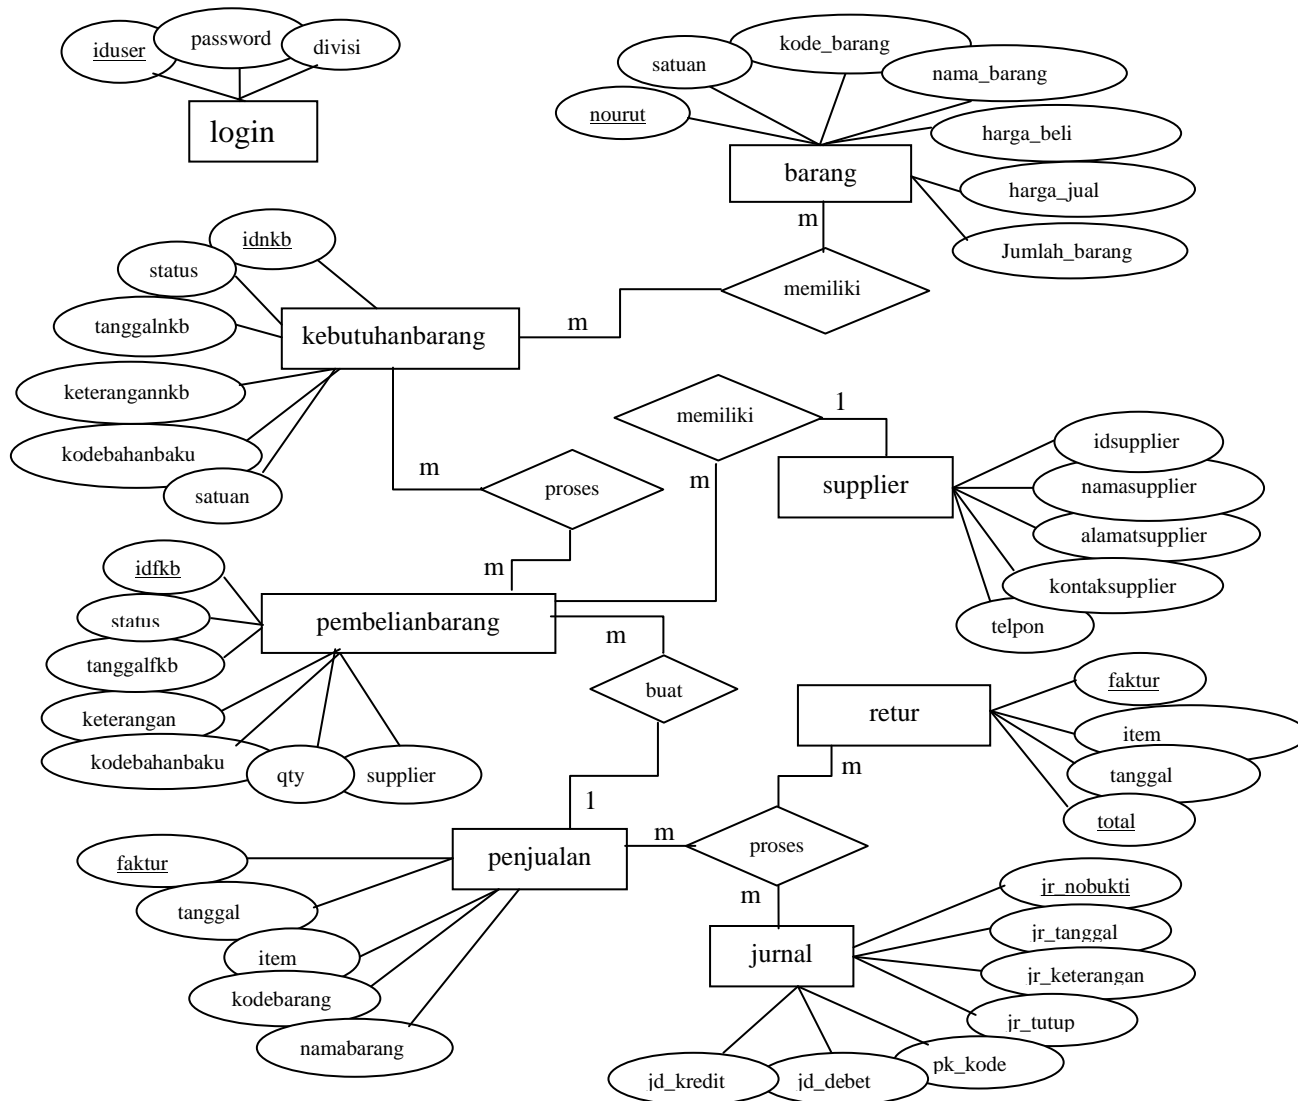 iduser
password
divisi
login
kode_barang
satuan
nama_barang
nourut
harga_beli
barang
harga_jual
m
Jumlah_barang
idnkb
status
memiliki
tanggalnkb
m
kebutuhanbarang
keterangannkb
memiliki
1
kodebahanbaku
idsupplier
m
m
satuan
proses
supplier
namasupplier
alamatsupplier
idfkb
m
kontaksupplier
status
pembelianbarang
m
telpon
tanggalfkb
buat
faktur
keterangan
retur
item
kodebahanbaku
qty
supplier
m
tanggal
1
total
faktur
penjualan
m
proses
tanggal
m
jr_nobukti
jr_tanggal
item
jurnal
jr_keterangan
kodebarang
jr_tutup
namabarang
pk_kode
jd_kredit
jd_debet